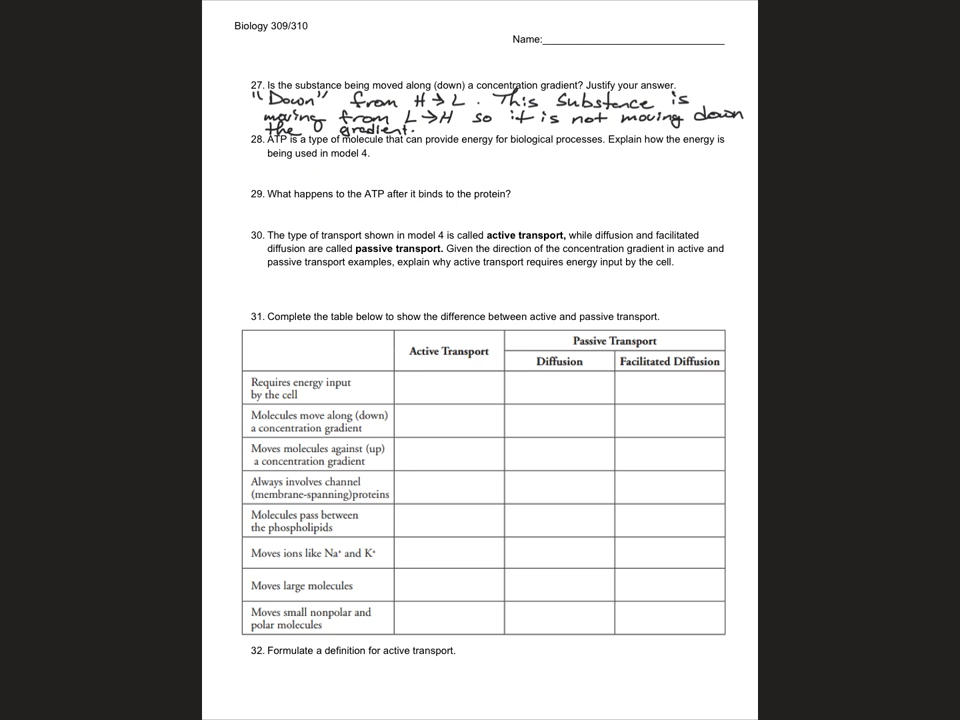 Biology 309/310
Name:
27. Is the substance being moved along (down) a concentration gradient? Justify your answer.
"Down" from H→L. This substance is
moving from L→H so it is not moving down
the gradient.
28. ATP is a type of molecule that can provide energy for biological processes. Explain how the energy is
being used in model 4.
29. What happens to the ATP after it binds to the protein?
30. The type of transport shown in model 4 is called active transport, while diffusion and facilitated
diffusion are called passive transport. Given the direction of the concentration gradient in active and
passive transport examples, explain why active transport requires energy input by the cell.
31. Complete the table below to show the difference between active and passive transport.
Active Transport
Passive Transport
Diffusion
Facilitated Diffusion
Requires energy input
by the cell
Molecules move along (down)
a concentration gradient
Moves molecules against (up)
a concentration gradient
Always involves channel
(membrane-spanning)proteins
Molecules pass between
the phospholipids
Moves ions like Na⁺ and K⁺
Moves large molecules
Moves small nonpolar and
polar molecules
32. Formulate a definition for active transport.